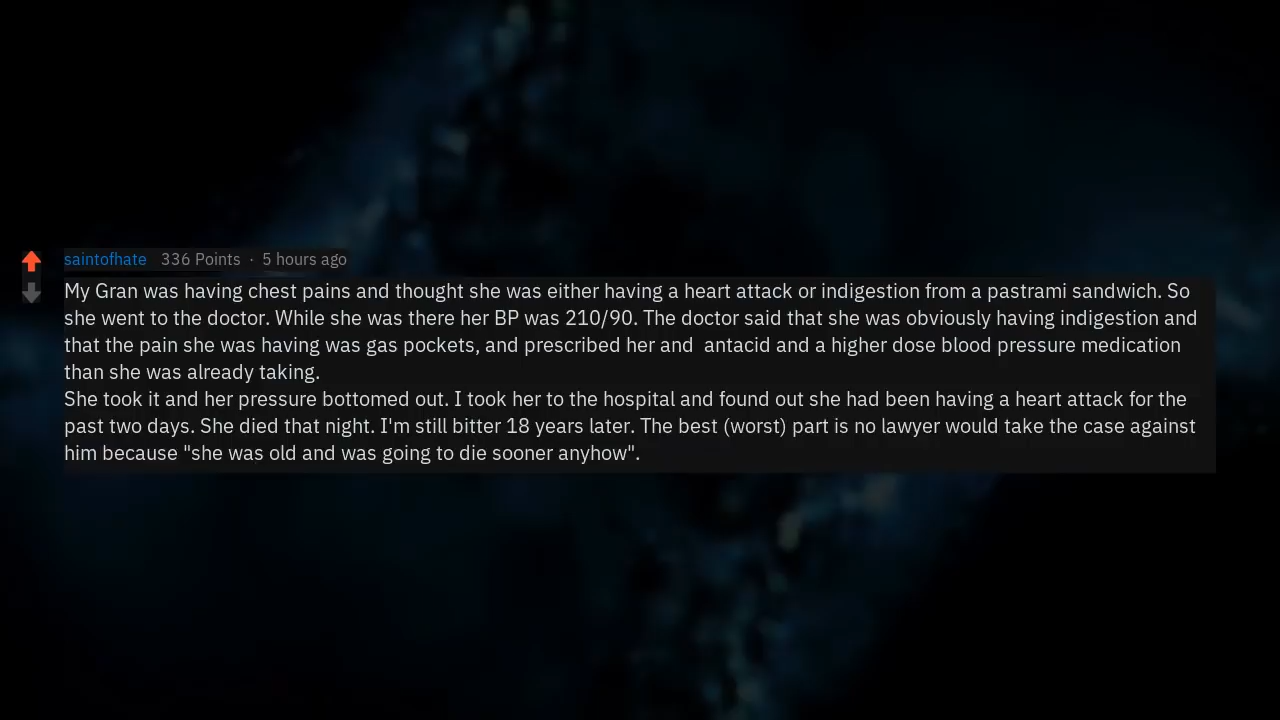 saintofhate 336 Points · 5 hours ago
My Gran was having chest pains and thought she was either having a heart attack or indigestion from a pastrami sandwich. So
she went to the doctor. While she was there her BP was 210/90. The doctor said that she was obviously having indigestion and
that the pain she was having was gas pockets, and prescribed her and  antacid and a higher dose blood pressure medication
than she was already taking.
She took it and her pressure bottomed out. I took her to the hospital and found out she had been having a heart attack for the
past two days. She died that night. I'm still bitter 18 years later. The best (worst) part is no lawyer would take the case against
him because "she was old and was going to die sooner anyhow".